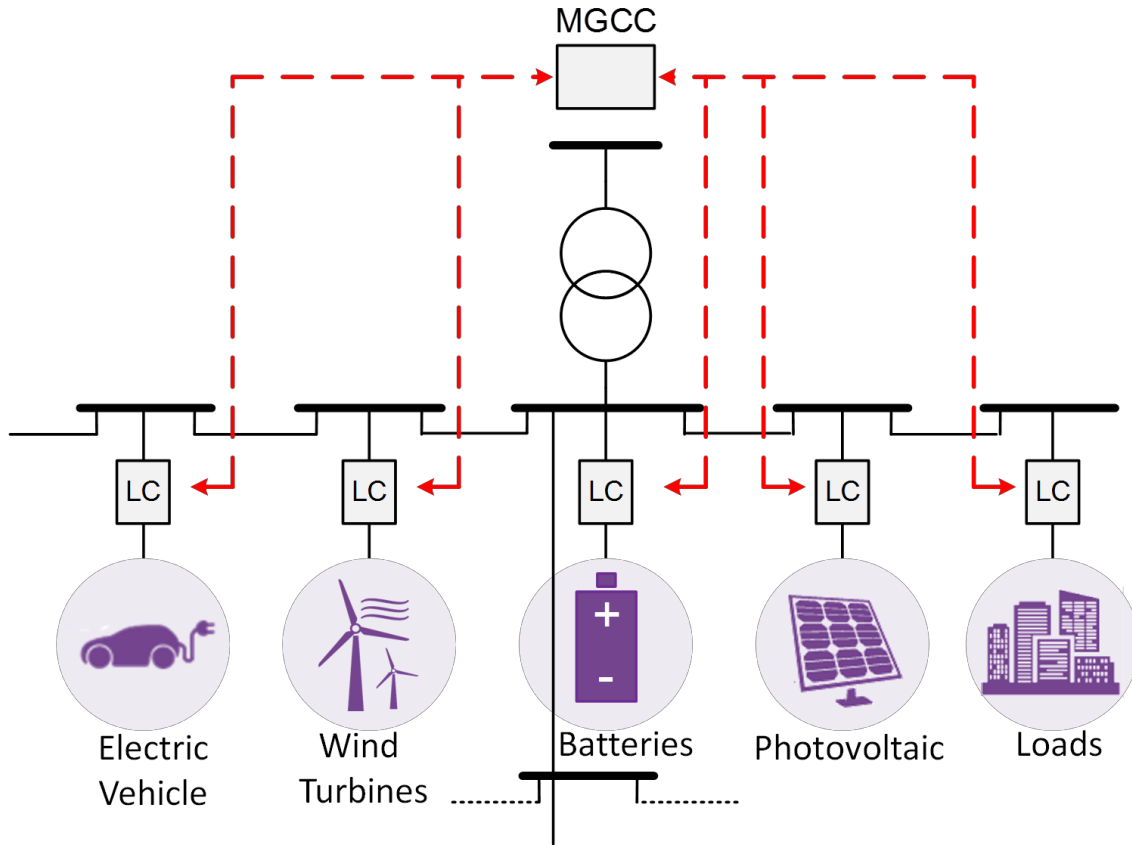 MGCC
LC
LC
LC
LC
LC
+
-
Electric
Vehicle
Wind
Turbines
Batteries
Photovoltaic
Loads